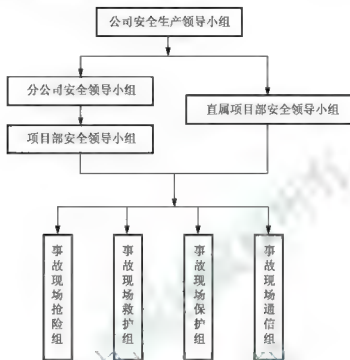 公司安全生产领导小组
分公司安全领导小组
直属项目部安全领导小组
项目部安全领导小组
事故现场抢险组
事故现场救护组
事故现场保护组
事故现场通信组